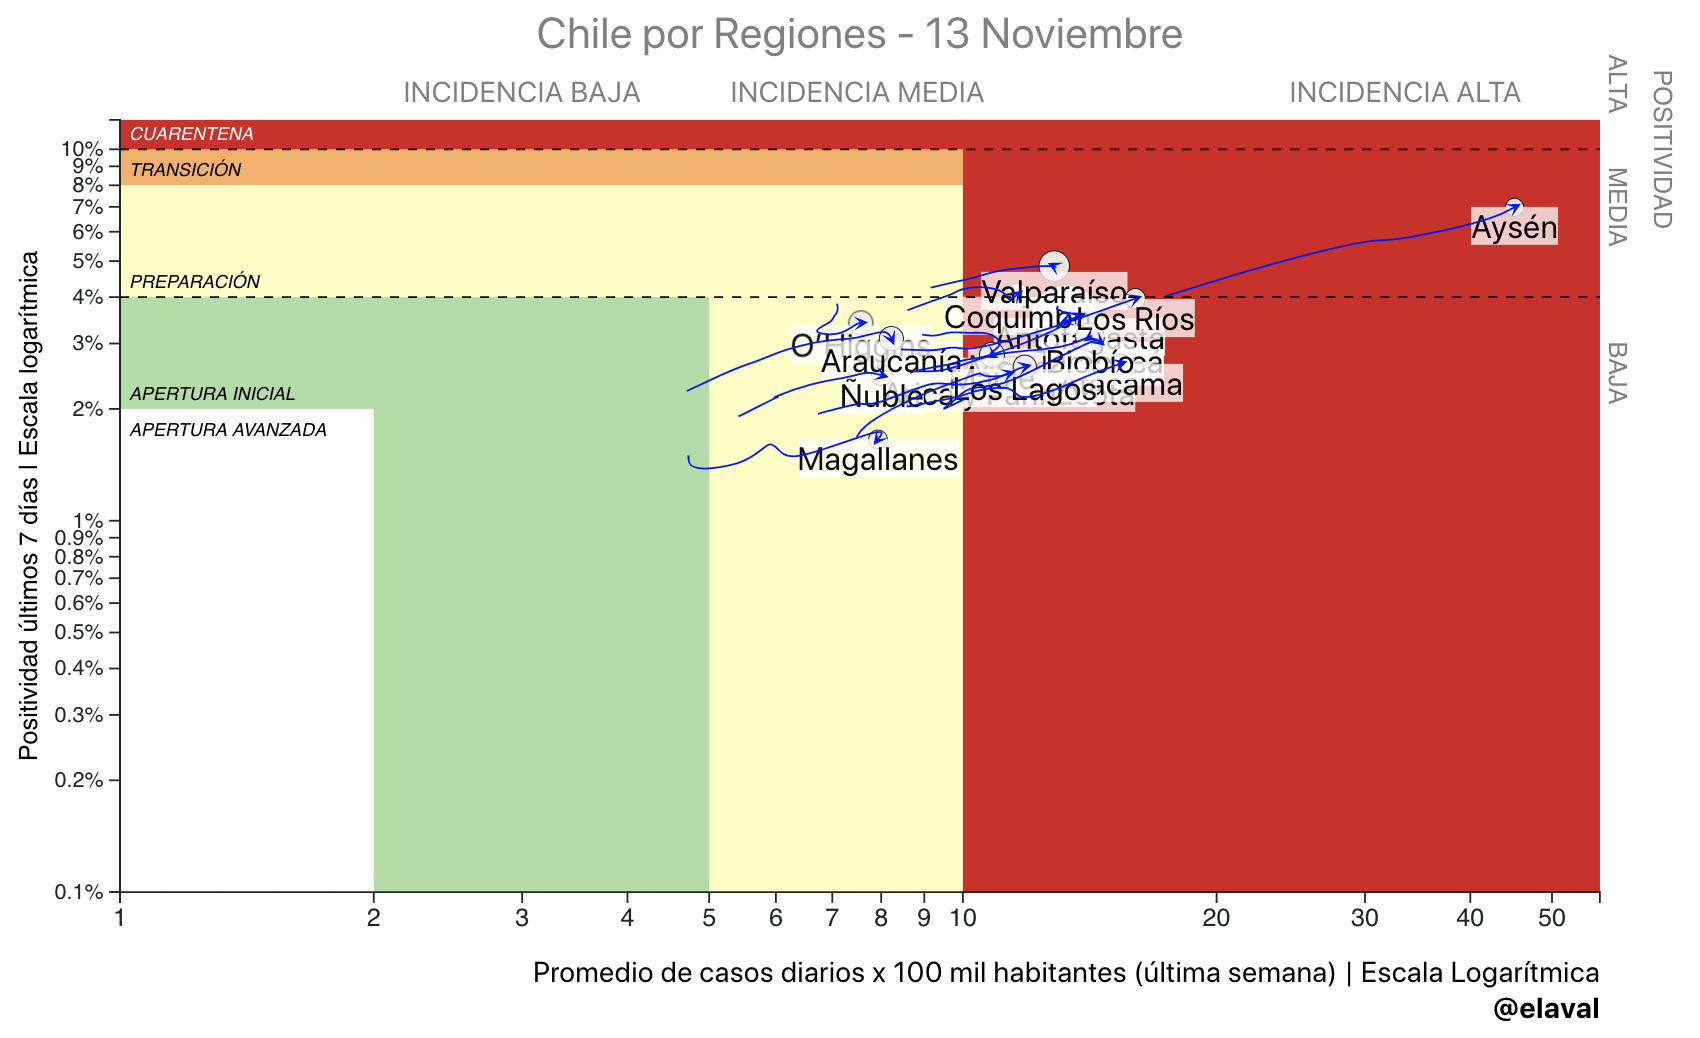 Chile por Regiones - 13 Noviembre
INCIDENCIA BAJA
INCIDENCIA MEDIA
INCIDENCIA ALTA
ALTA
MEDIA
BAJA
POSITIVIDAD
CUARENTENA
TRANSICIÓN
PREPARACIÓN
APERTURA INICIAL
APERTURA AVANZADA
10%
9%
8%
7%
6%
5%
4%
3%
2%
1%
0.9%
0.8%
0.7%
0.6%
0.5%
0.4%
0.3%
0.2%
0.1%
Positividad últimos 7 días I Escala logarítmica
Aysén
Valparaíso
Los Ríos
O'Higgins
Araucanía
Biobío
Ñuble
Los Lagos
Magallanes
1 2 3 4 5 6 7 8 9 10 20 30 40 50
Promedio de casos diarios x 100 mil habitantes (última semana) | Escala Logarítmica
@elaval